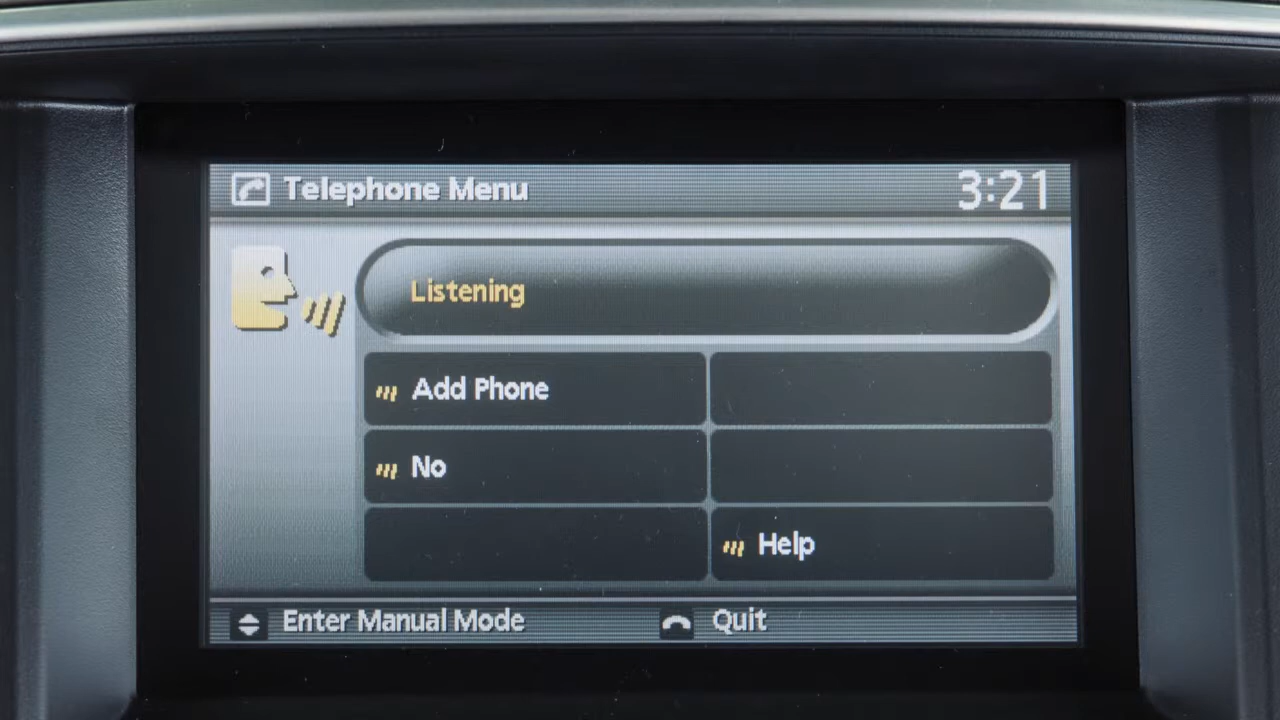 Telephone Menu 3:21
Listening
Add Phone
No
Help
Enter Manual Mode Quit